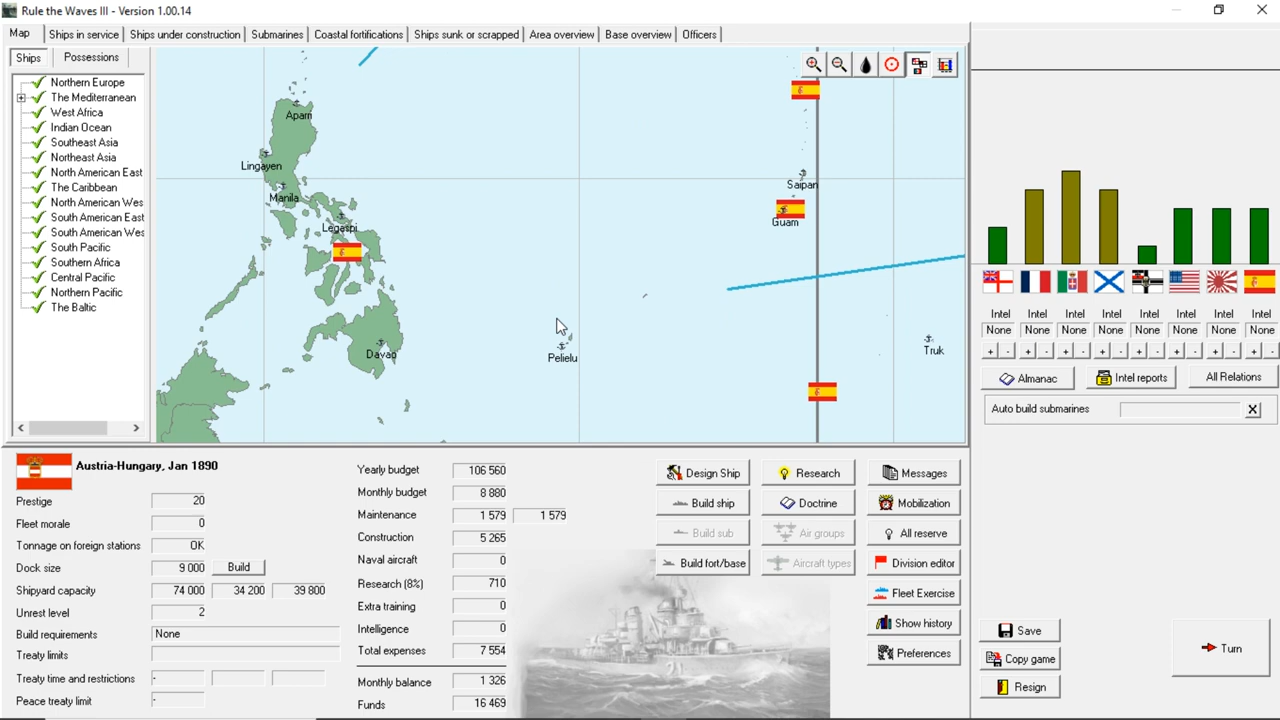 Rule the Waves III - Version 1.00.14
Map Ships in service Ships under construction Submarines Coastal fortifications Ships sunk or scrapped Area overview Base overview Officers
Ships Possessions
Northern Europe
The Mediterranean
West Africa
Indian Ocean
Southeast Asia
Northeast Asia
North American East
The Caribbean
North American Wes
South American East
South American Wes
South Pacific
Southern Africa
Central Pacific
Northern Pacific
The Baltic
Aparri
Lingayen
Manila
Legaspi
Davao
Pelielu
Saipan
Guam
Truk
Intel Intel Intel Intel Intel Intel Intel Intel
None None None None None None None None
+ - + - + - + - + - + - + - + -
Almanac Intel reports All Relations
Auto build submarines X
Austria-Hungary, Jan 1890
Prestige 20
Fleet morale 0
Tonnage on foreign stations OK
Dock size 9 000 Build
Shipyard capacity 74 000 34 200 39 800
Unrest level 2
Build requirements None
Treaty limits
Treaty time and restrictions -
Peace treaty limit -
Yearly budget 106 560
Monthly budget 8 880
Maintenance 1 579 1 579
Construction 5 265
Naval aircraft 0
Research (8%) 710
Extra training 0
Intelligence 0
Total expenses 7 554
Monthly balance 1 326
Funds 16 469
Design Ship Research Messages
Build ship Doctrine Mobilization
Build sub Air groups All reserve
Build fort/base Aircraft types Division editor
Fleet Exercise
Show history
Preferences
Save
Copy game
Resign
Turn